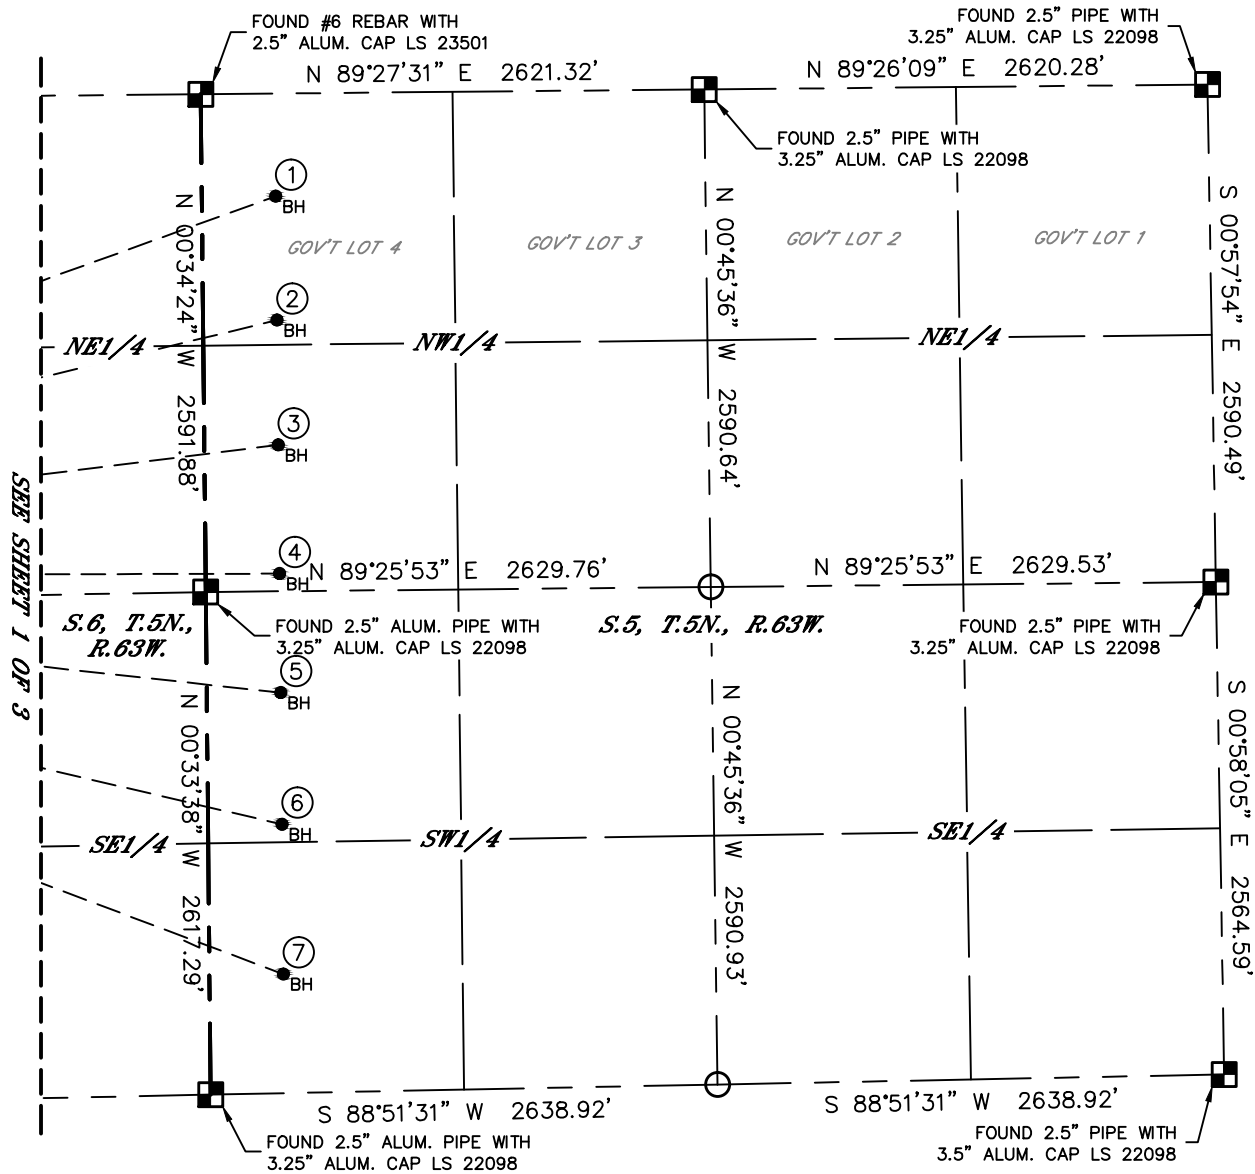 FOUND #6 REBAR WITH
2.5" ALUM. CAP LS 23501
FOUND 2.5" PIPE WITH
3.25" ALUM. CAP LS 22098
N 89°27'31" E 2621.32'
N 89°26'09" E 2620.28'
FOUND 2.5" PIPE WITH
3.25" ALUM. CAP LS 22098
1
BH
N 00°34'24" W 2591.88'
N 00°45'36" W 2590.64'
S 00°57'54" E 2590.49'
GOV'T LOT 4
GOV'T LOT 3
GOV'T LOT 2
GOV'T LOT 1
2
BH
NE1/4
NW1/4
NE1/4
3
BH
SEE SHEET 1 OF 3
4
BH
N 89°25'53" E 2629.76'
N 89°25'53" E 2629.53'
S.6, T.5N.,
R.63W.
FOUND 2.5" ALUM. PIPE WITH
3.25" ALUM. CAP LS 22098
S.5, T.5N., R.63W.
FOUND 2.5" PIPE WITH
3.25" ALUM. CAP LS 22098
5
BH
N 00°33'38" W 2617.29'
N 00°45'36" W 2590.93'
S 00°58'05" E 2564.59'
6
BH
SE1/4
SW1/4
SE1/4
7
BH
S 88°51'31" W 2638.92'
S 88°51'31" W 2638.92'
FOUND 2.5" ALUM. PIPE WITH
3.25" ALUM. CAP LS 22098
FOUND 2.5" PIPE WITH
3.5" ALUM. CAP LS 22098